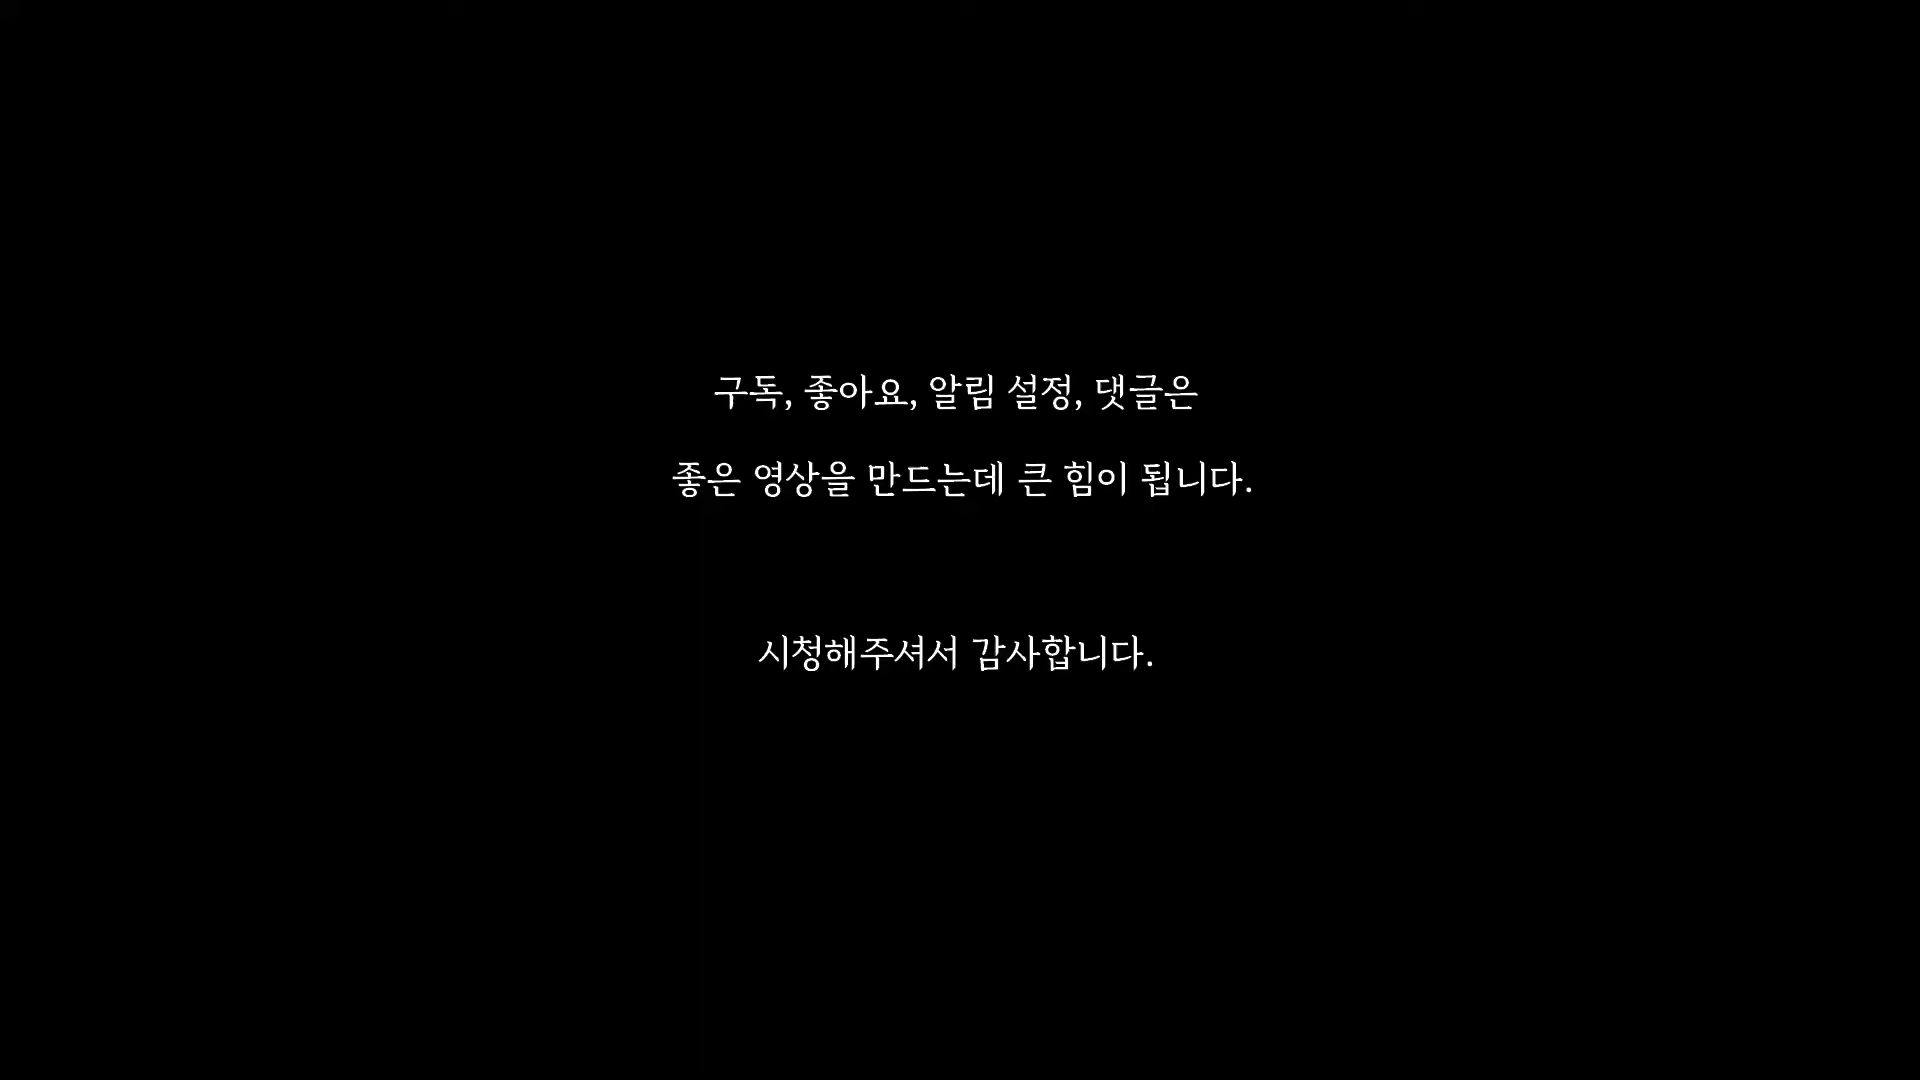 구독, 좋아요, 알림 설정, 댓글은
좋은 영상을 만드는데 큰 힘이 됩니다.
시청해주셔서 감사합니다.